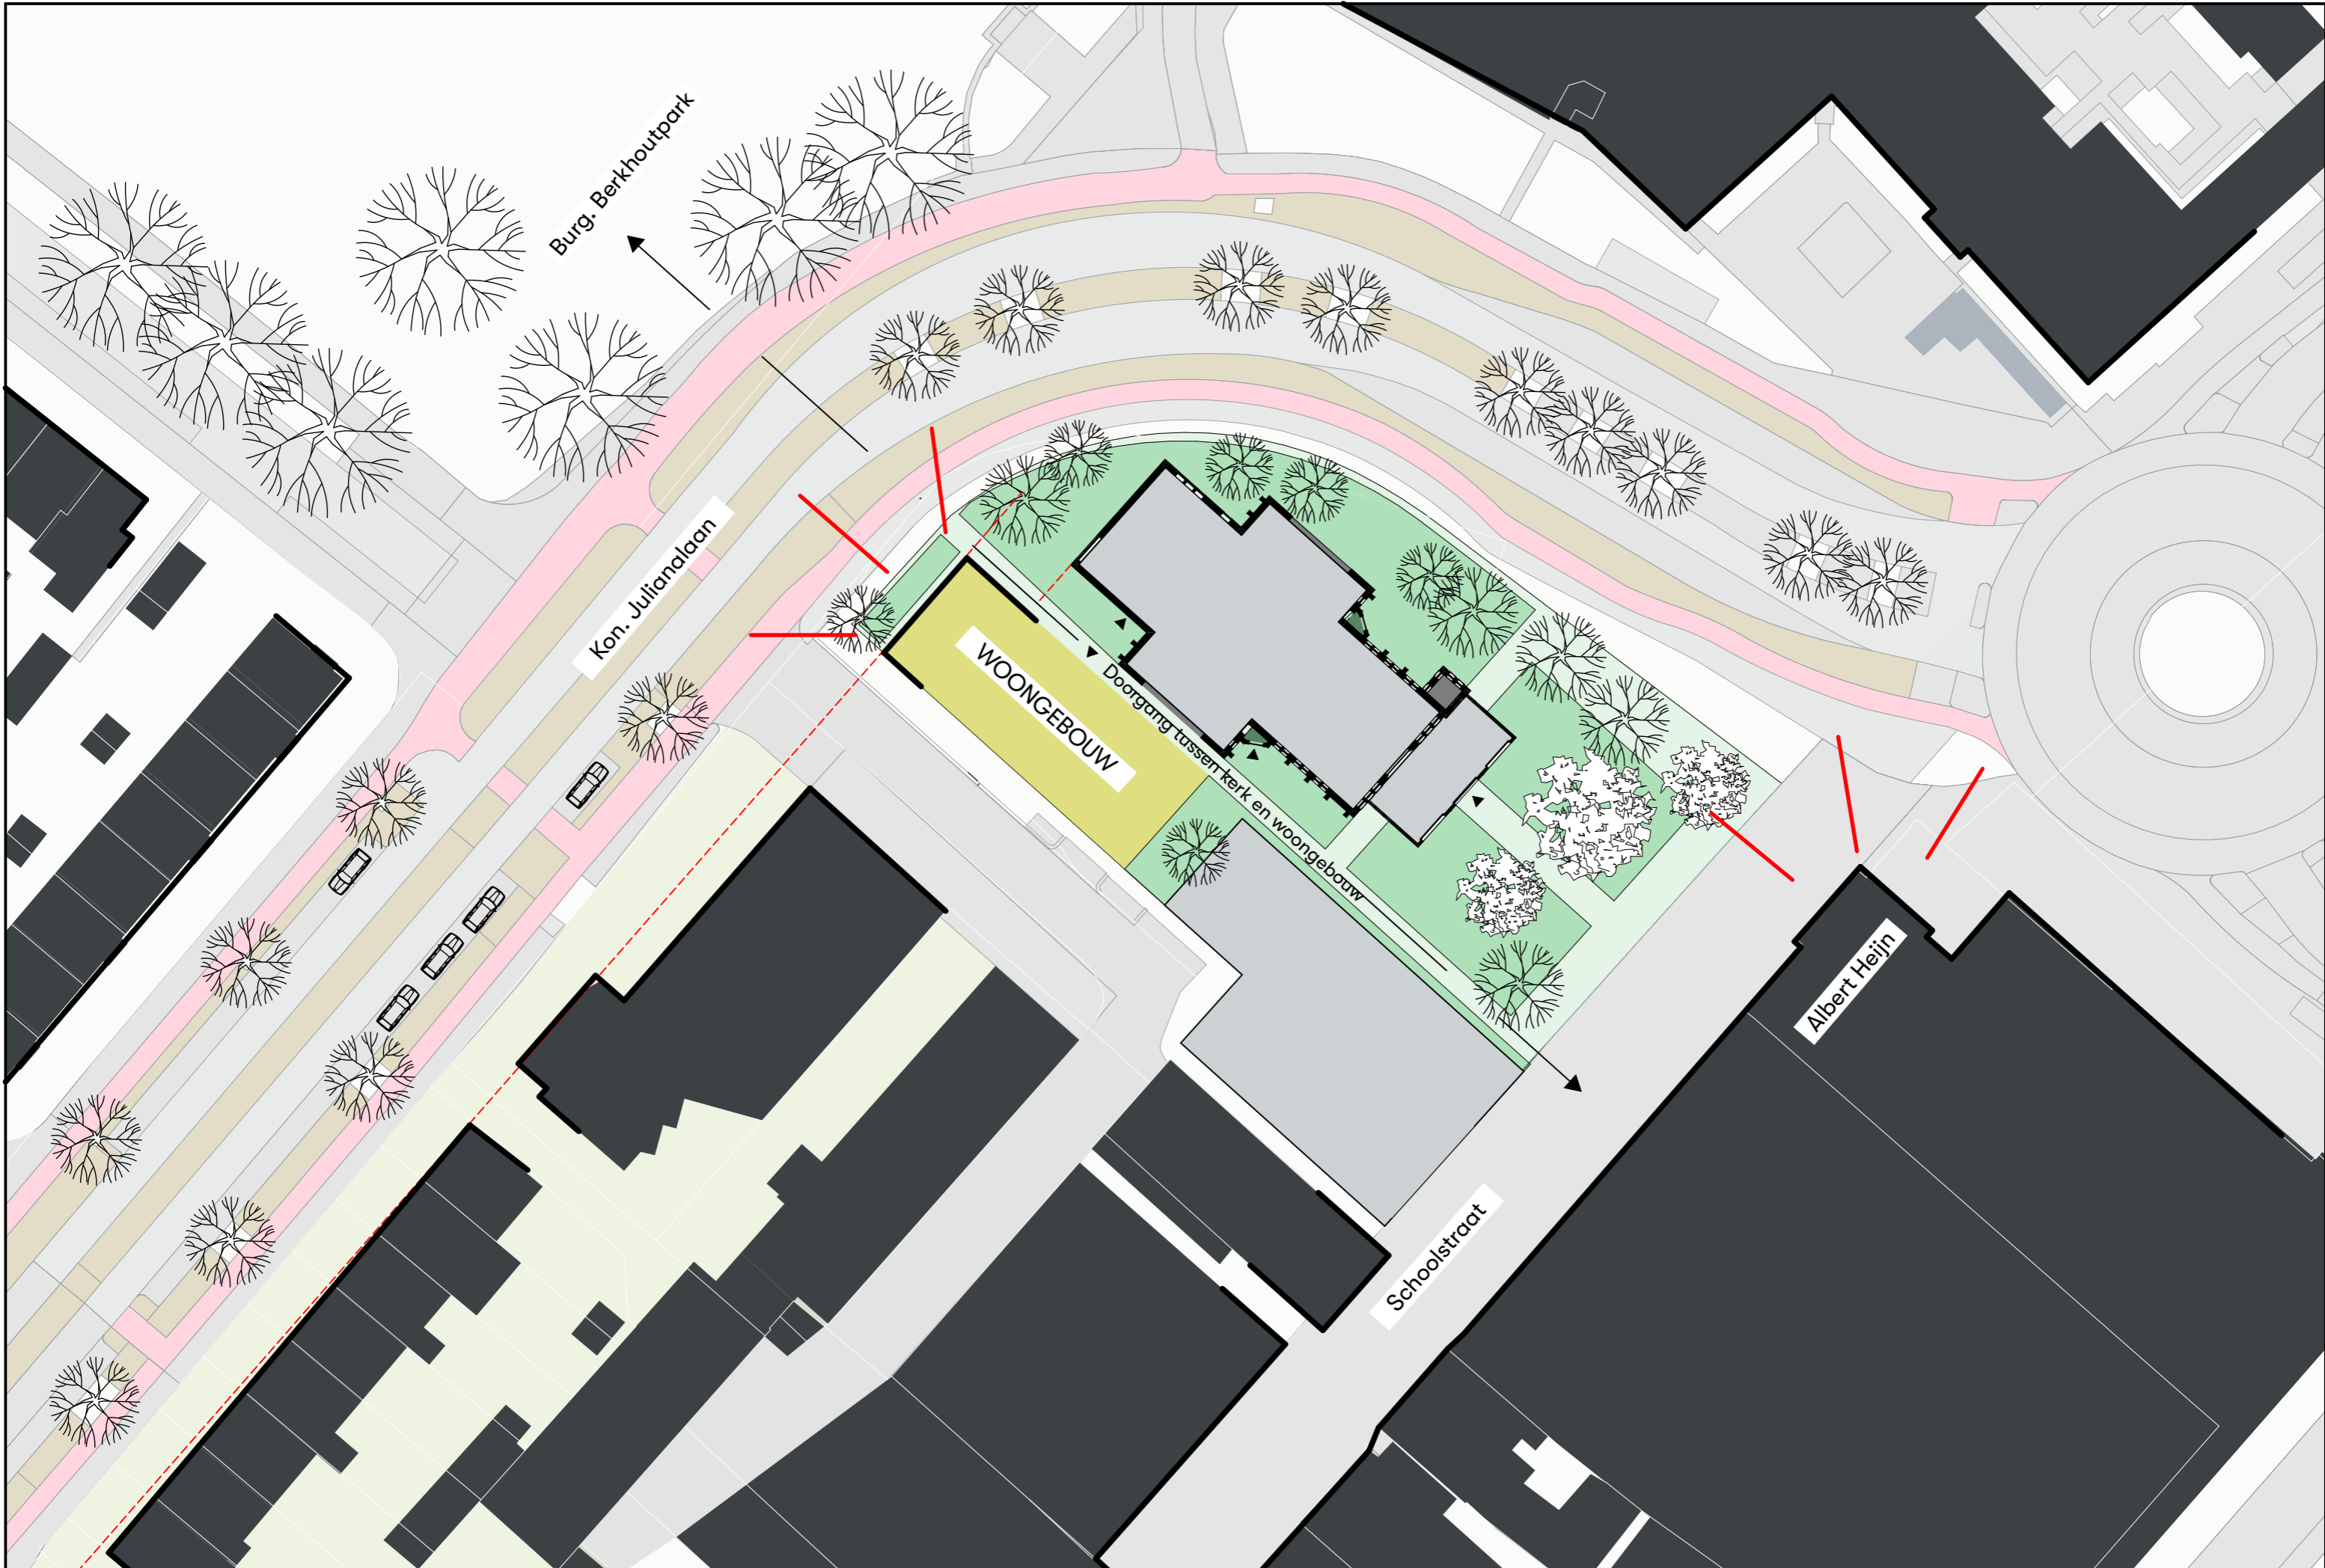 Burg. Berkhoutpark
Kon. Julianalaan
WOONGEBOUW
Doorgang tussen kerk en woongebouw
Albert Heijn
Schoolstraat